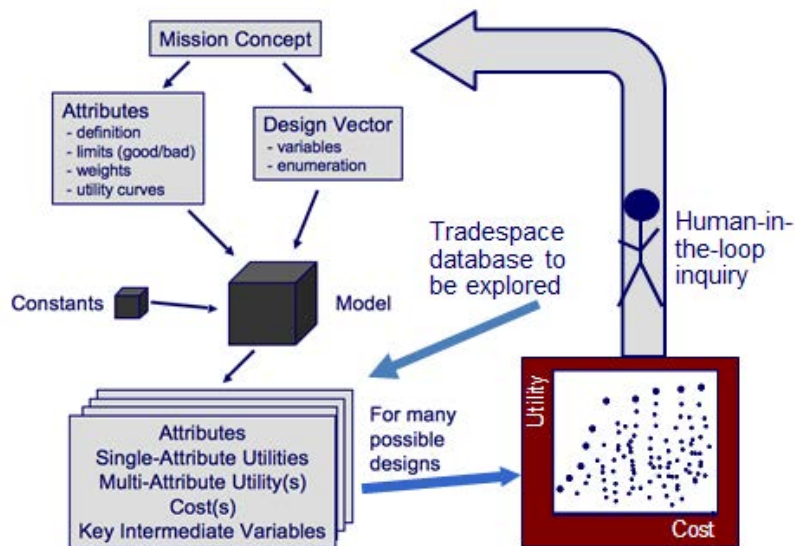 Mission Concept
Attributes
- definition
- limits (good/bad)
- weights
- utility curves
Design Vector
- variables
- enumeration
Tradespace
database to
be explored
Human-in-
the-loop
inquiry
Constants
Model
Attributes
Single-Attribute Utilities
Multi-Attribute Utility(s)
Cost(s)
Key Intermediate Variables
For many
possible
designs
Utility
Cost